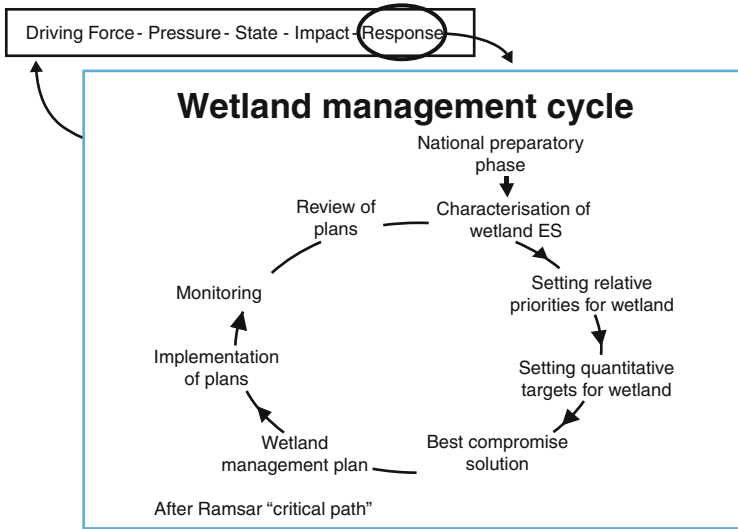 Driving Force - Pressure - State - Impact - Response
Wetland management cycle
National preparatory
phase
Characterisation of
wetland ES
Setting relative
priorities for wetland
Setting quantitative
targets for wetland
Best compromise
solution
Wetland
management plan
Implementation
of plans
Monitoring
Review of
plans
After Ramsar “critical path”